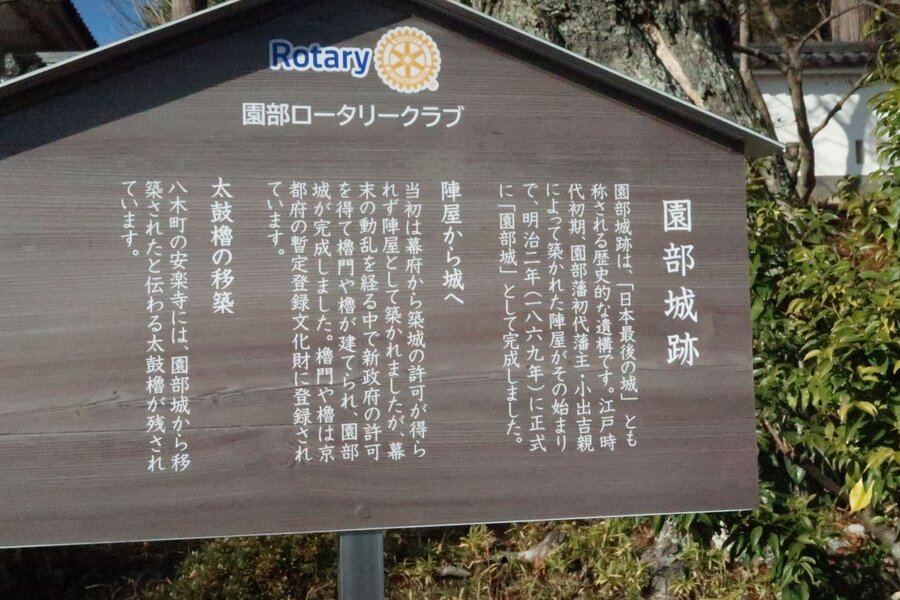 Rotary
園部ロータリークラブ
園部城跡
園部城跡は、「日本最後の城」とも
称される歴史的な遺構です。江戸時
代初期、園部藩初代藩主・小出吉親
によって築かれた陣屋がその始まり
で、明治二年(一八六九年)に正式
に「園部城」として完成しました。
陣屋から城へ
当初は幕府から築城の許可が得ら
れず陣屋として築かれましたが、幕
末の動乱を経る中で新政府の許可
を得て櫓門や櫓が建てられ、園部
城が完成しました。櫓門や櫓は京
都府の暫定登録文化財に登録され
ています。
太鼓櫓の移築
八木町の安楽寺には、園部城から移
築されたと伝わる太鼓櫓が残され
ています。